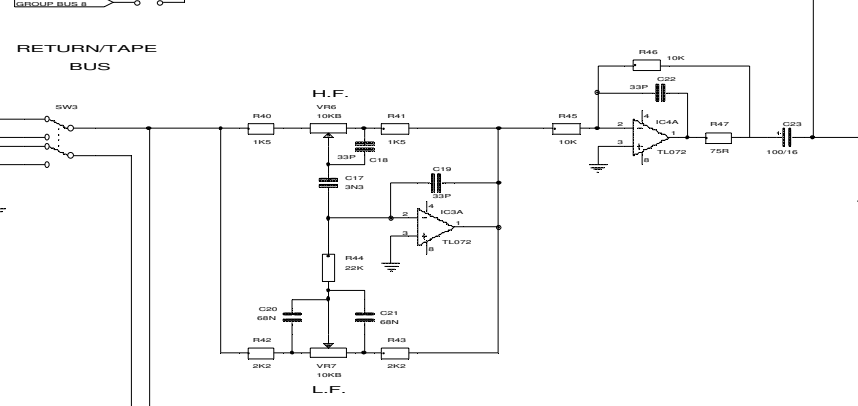 GROUP BUS 8
RETURN/TAPE
BUS
SW3
H.F.
R40
1K5
VR6
10KB
R41
1K5
33P
C18
C17
3N3
C19
33P
2
3
4
1
8
IC3A
TL072
R44
22K
C20
68N
C21
68N
R42
2K2
VR7
10KB
R43
2K2
L.F.
R45
10K
R46
10K
C22
33P
2
3
4
1
8
IC4A
TL072
R47
75R
C23
100/16